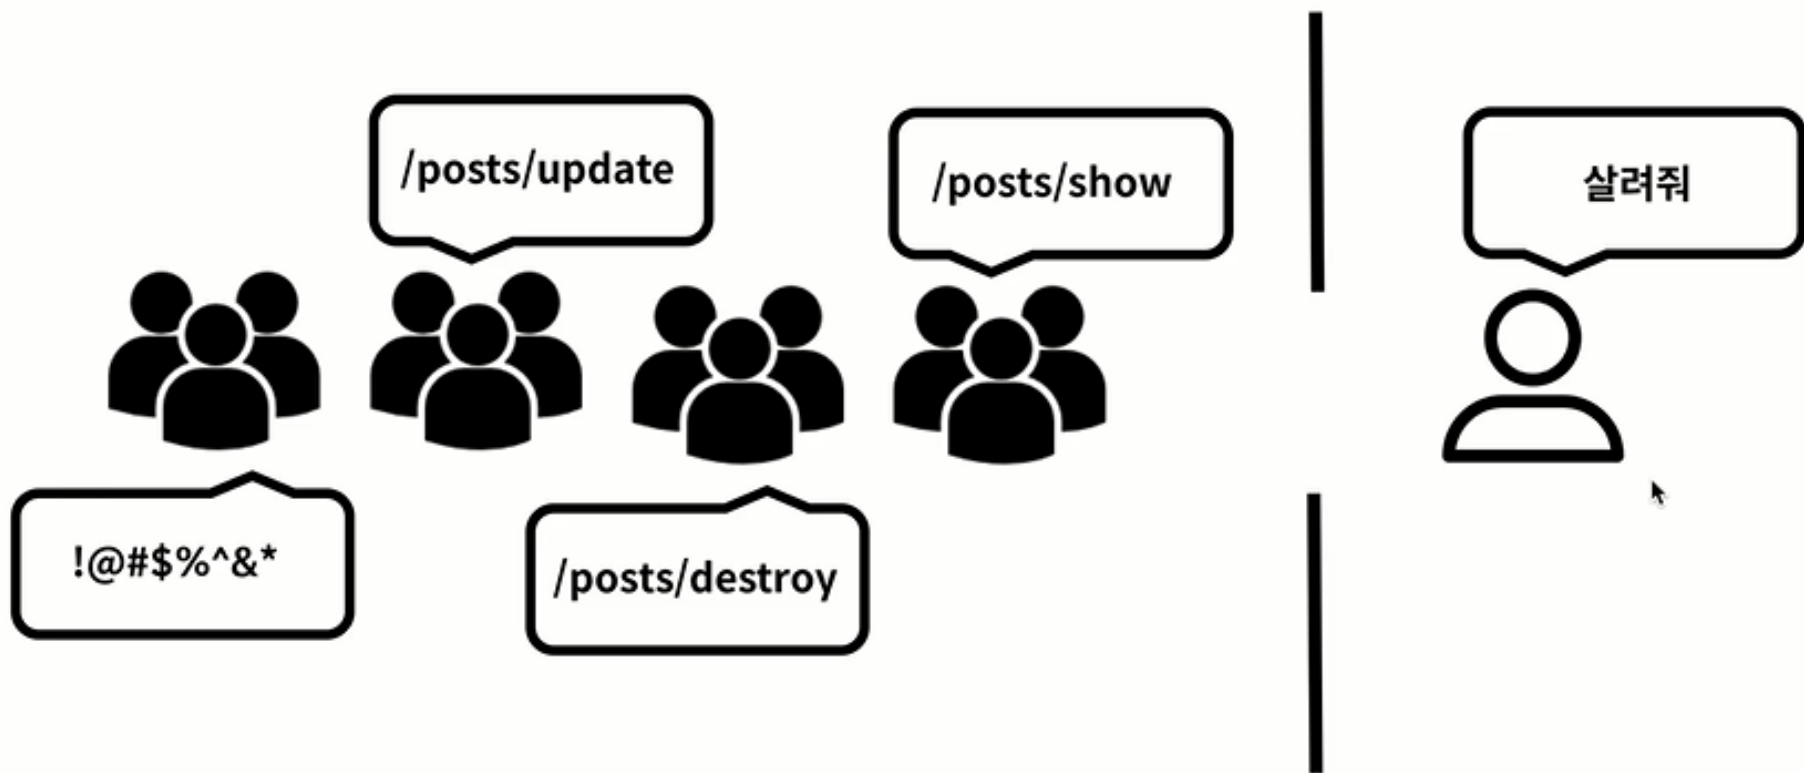 /posts/update
/posts/show
살려줘
!@#$%^&*
/posts/destroy